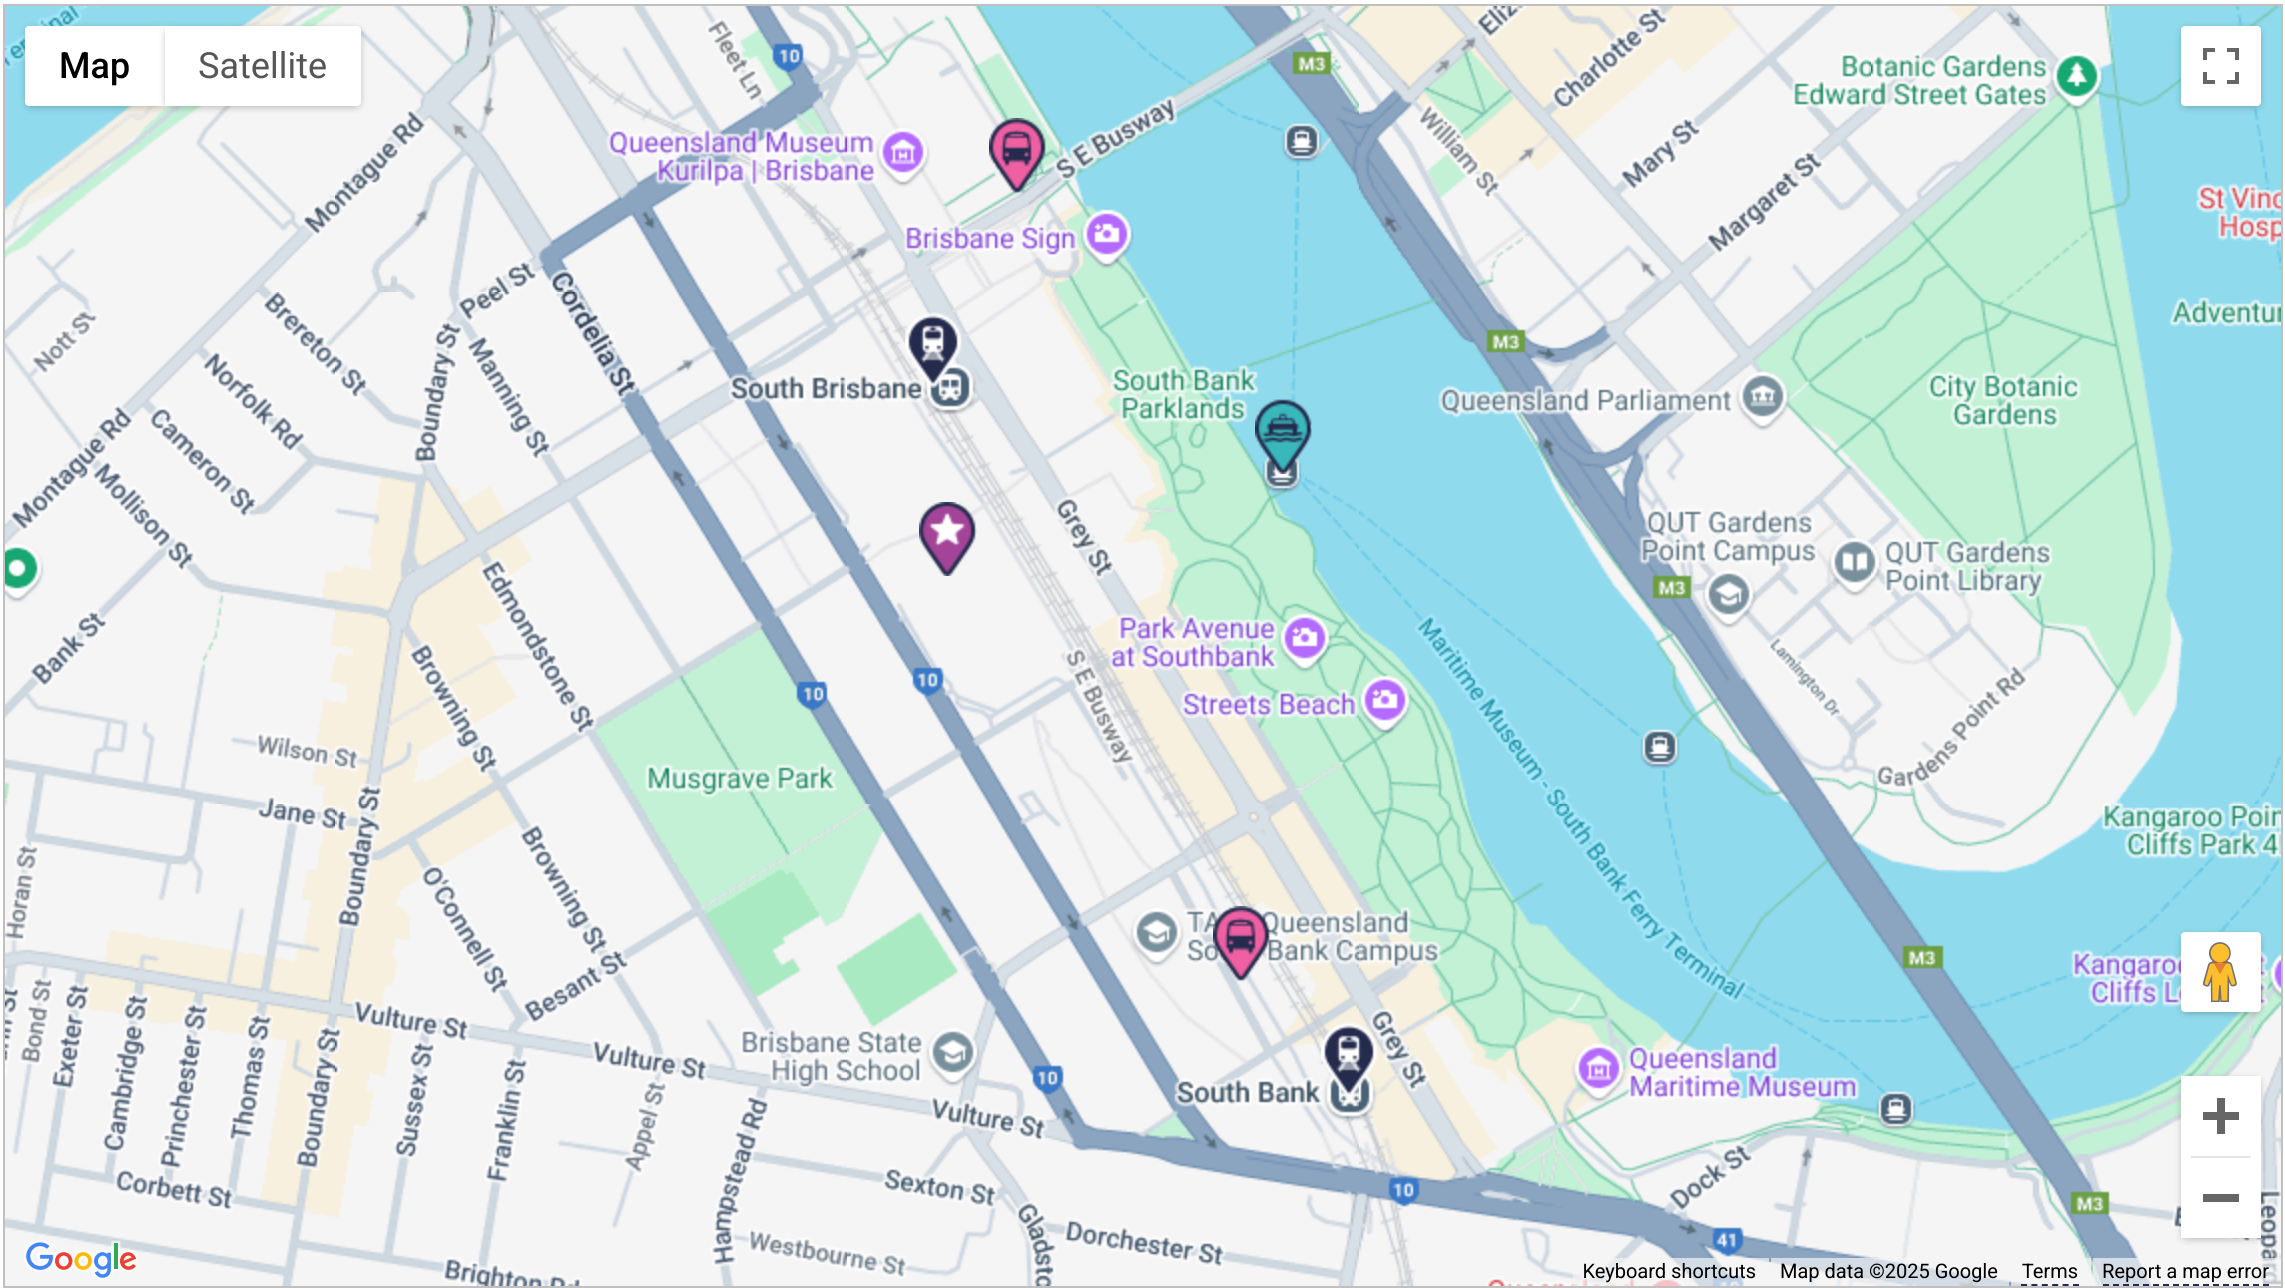 Map
Satellite
10
Fleet Ln
M3
Charlotte St
Botanic Gardens
Edward Street Gates
Peel St
Montague Rd
Queensland Museum
Kurilpa | Brisbane
S E Busway
William St
Mary St
Margaret St
Brisbane Sign
Peel St
Cordelia St
Nott St
Brereton St
Boundary St
Manning St
Norfolk Rd
Cameron St
Montague Rd
Mollison St
South Brisbane
South Bank
Parklands
M3
Queensland Parliament
City Botanic
Gardens
Grey St
QUT Gardens
Point Campus
QUT Gardens
Point Library
M3
Bank St
Edmondstone St
Browning St
Park Avenue
at Southbank
S E Busway
Streets Beach
10
10
Maritime Museum - South Bank Ferry Terminal
Lamington Dr
Gardens Point Rd
Wilson St
Musgrave Park
Jane St
Boundary St
Browning St
Horan St
O'Connell St
Queensland
Bank Campus
M3
Besant St
Bond St
Exeter St
Cambridge St
Princhester St
Thomas St
Boundary St
Vulture St
Vulture St
Sussex St
Franklin St
Appel St
Brisbane State
High School
10
Vulture St
Grey St
South Bank
Queensland
Maritime Museum
Corbett St
Hampstead Rd
Sexton St
10
Dock St
M3
Westbourne St
Dorchester St
41
Google
Keyboard shortcuts
Map data ©2025 Google
Terms
Report a map error